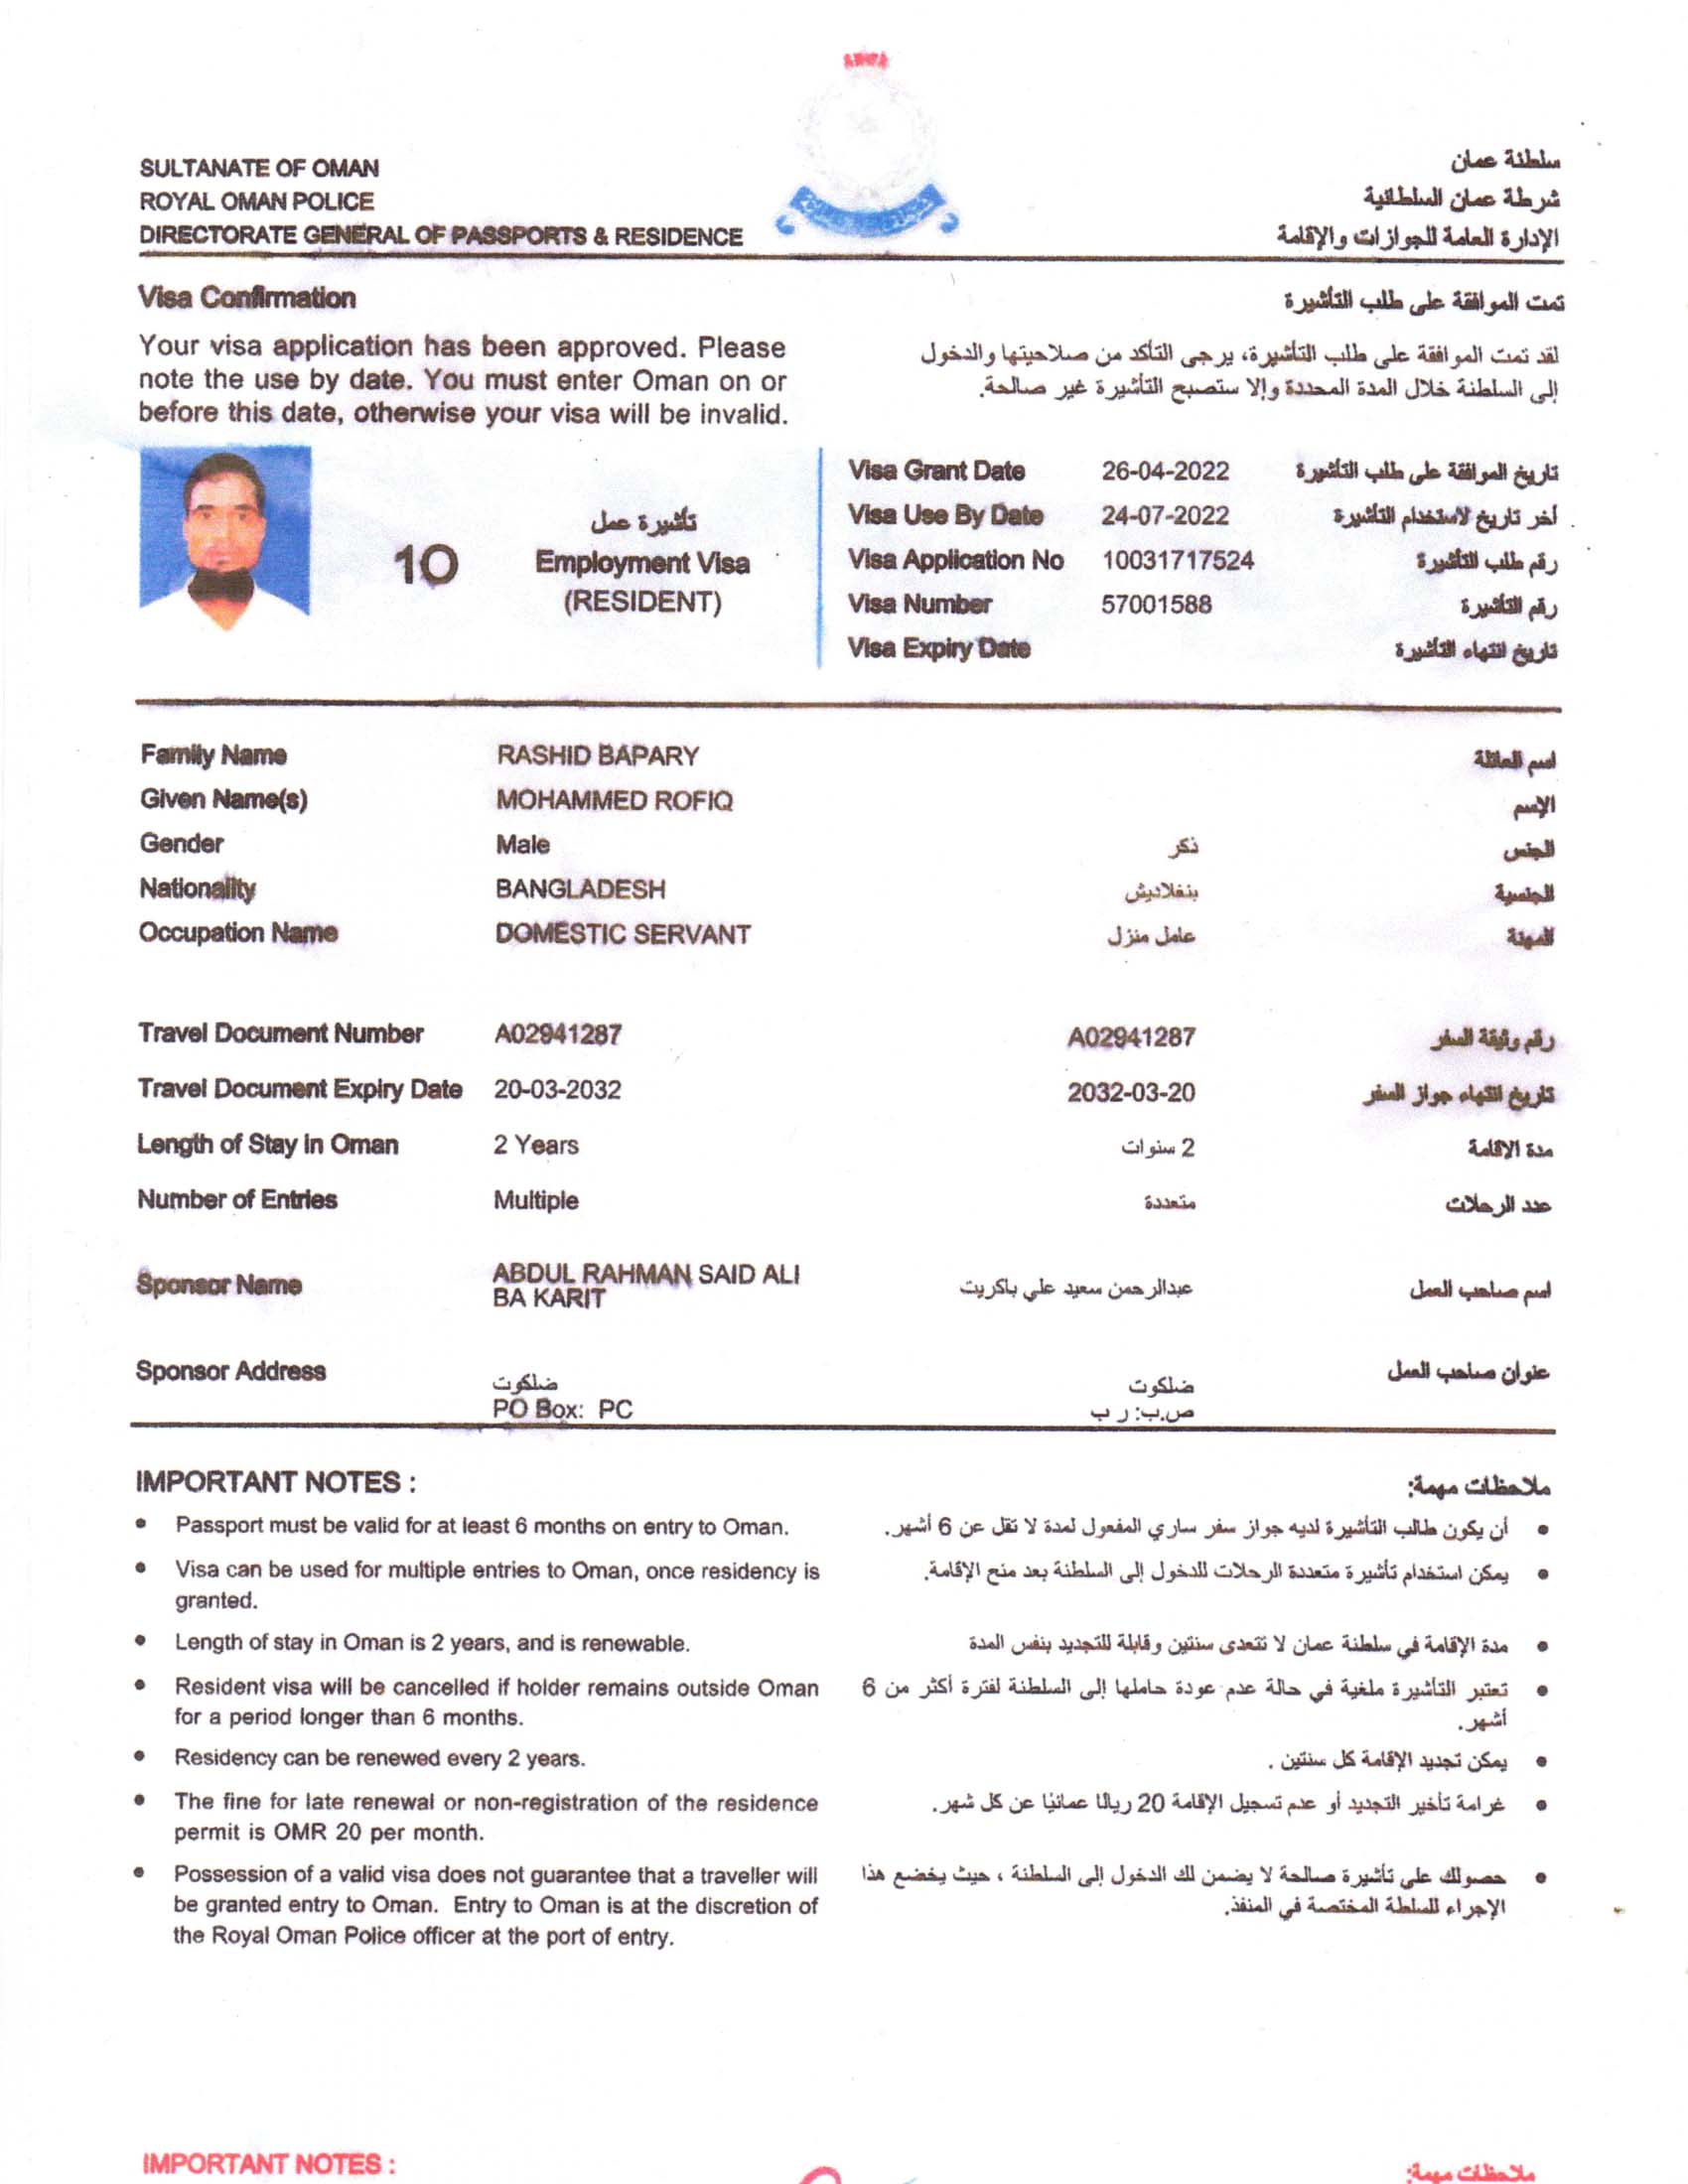 SULTANATE OF OMAN
ROYAL OMAN POLICE
DIRECTORATE GENERAL OF PASSPORTS & RESIDENCE
سلطنة عمان
شرطة عمان السلطانية
الإدارة العامة للجوازات والإقامة
Visa Confirmation
تمت الموافقة على طلب التأشيرة
Your visa application has been approved. Please
note the use by date. You must enter Oman on or
before this date, otherwise your visa will be invalid.
لقد تمت الموافقة على طلب التأشيرة، يرجى التأكد من صلاحيتها والدخول
إلى السلطنة خلال المدة المحددة وإلا ستصبح التأشيرة غير صالحة.
10
تأشيرة عمل
Employment Visa
(RESIDENT)
Visa Grant Date 26-04-2022 تاريخ الموافقة على طلب التأشيرة
Visa Use By Date 24-07-2022 أخر تاريخ لاستخدام التأشيرة
Visa Application No 10031717524 رقم طلب التأشيرة
Visa Number 57001588 رقم التأشيرة
Visa Expiry Date تاريخ انتهاء التأشيرة
Family Name RASHID BAPARY اسم العائلة
Given Name(s) MOHAMMED ROFIQ الإسم
Gender Male ذكر الجنس
Nationality BANGLADESH بنغلاديش الجنسية
Occupation Name DOMESTIC SERVANT عامل منزل المهنة
Travel Document Number A02941287 A02941287 رقم وثيقة السفر
Travel Document Expiry Date 20-03-2032 2032-03-20 تاريخ انتهاء جواز السفر
Length of Stay in Oman 2 Years 2 سنوات مدة الاقامة
Number of Entries Multiple متعددة عدد الرحلات
Sponsor Name ABDUL RAHMAN SAID ALI
BA KARIT عبدالرحمن سعيد علي باكريت اسم صاحب العمل
Sponsor Address ضلكوت ضلكوت عنوان صاحب العمل
PO Box: PC ص.ب: ر ب
IMPORTANT NOTES :
• Passport must be valid for at least 6 months on entry to Oman.
• Visa can be used for multiple entries to Oman, once residency is
granted.
• Length of stay in Oman is 2 years, and is renewable.
• Resident visa will be cancelled if holder remains outside Oman
for a period longer than 6 months.
• Residency can be renewed every 2 years.
• The fine for late renewal or non-registration of the residence
permit is OMR 20 per month.
• Possession of a valid visa does not guarantee that a traveller will
be granted entry to Oman. Entry to Oman is at the discretion of
the Royal Oman Police officer at the port of entry.
ملاحظات مهمة:
• أن يكون طالب التأشيرة لديه جواز سفر ساري المفعول لمدة لا تقل عن 6 أشهر.
• يمكن استخدام تأشيرة متعددة الرحلات للدخول إلى السلطنة بعد منح الإقامة.
• مدة الإقامة في سلطنة عمان لا تتعدى سنتين وقابلة للتجديد بنفس المدة
• تعتبر التأشيرة ملغية في حالة عدم عودة حاملها إلى السلطنة لفترة أكثر من 6
أشهر.
• يمكن تجديد الإقامة كل سنتين .
• غرامة تأخير التجديد أو عدم تسجيل الإقامة 20 ريالا عمانيا عن كل شهر.
• حصولك على تأشيرة صالحة لا يضمن لك الدخول إلى السلطنة ، حيث يخضع هذا
الإجراء للسلطة المختصة في المنفذ.
IMPORTANT NOTES :
ملاحظات مهمة: